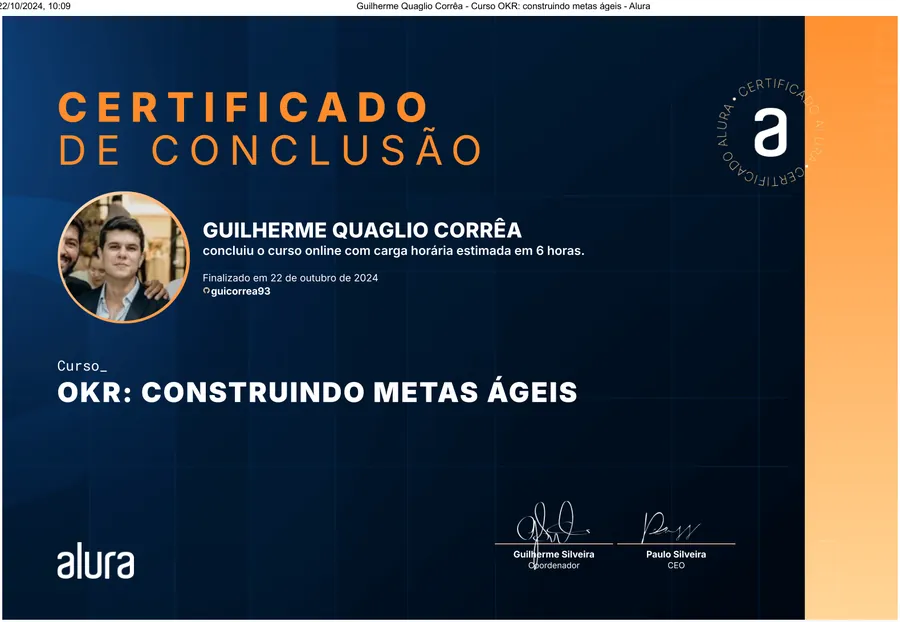 22/10/2024, 10:09
Guilherme Quaglio Corrêa - Curso OKR: construindo metas ágeis - Alura
CERTIFICADO
DE CONCLUSÃO
CERTIFICADO ALURA • CERTIFICADO ALURA •
a
GUILHERME QUAGLIO CORRÊA
concluiu o curso online com carga horária estimada em 6 horas.
Finalizado em 22 de outubro de 2024
guicorrea93
Curso_
OKR: CONSTRUINDO METAS ÁGEIS
alura
Guilherme Silveira
Coordenador
Paulo Silveira
CEO